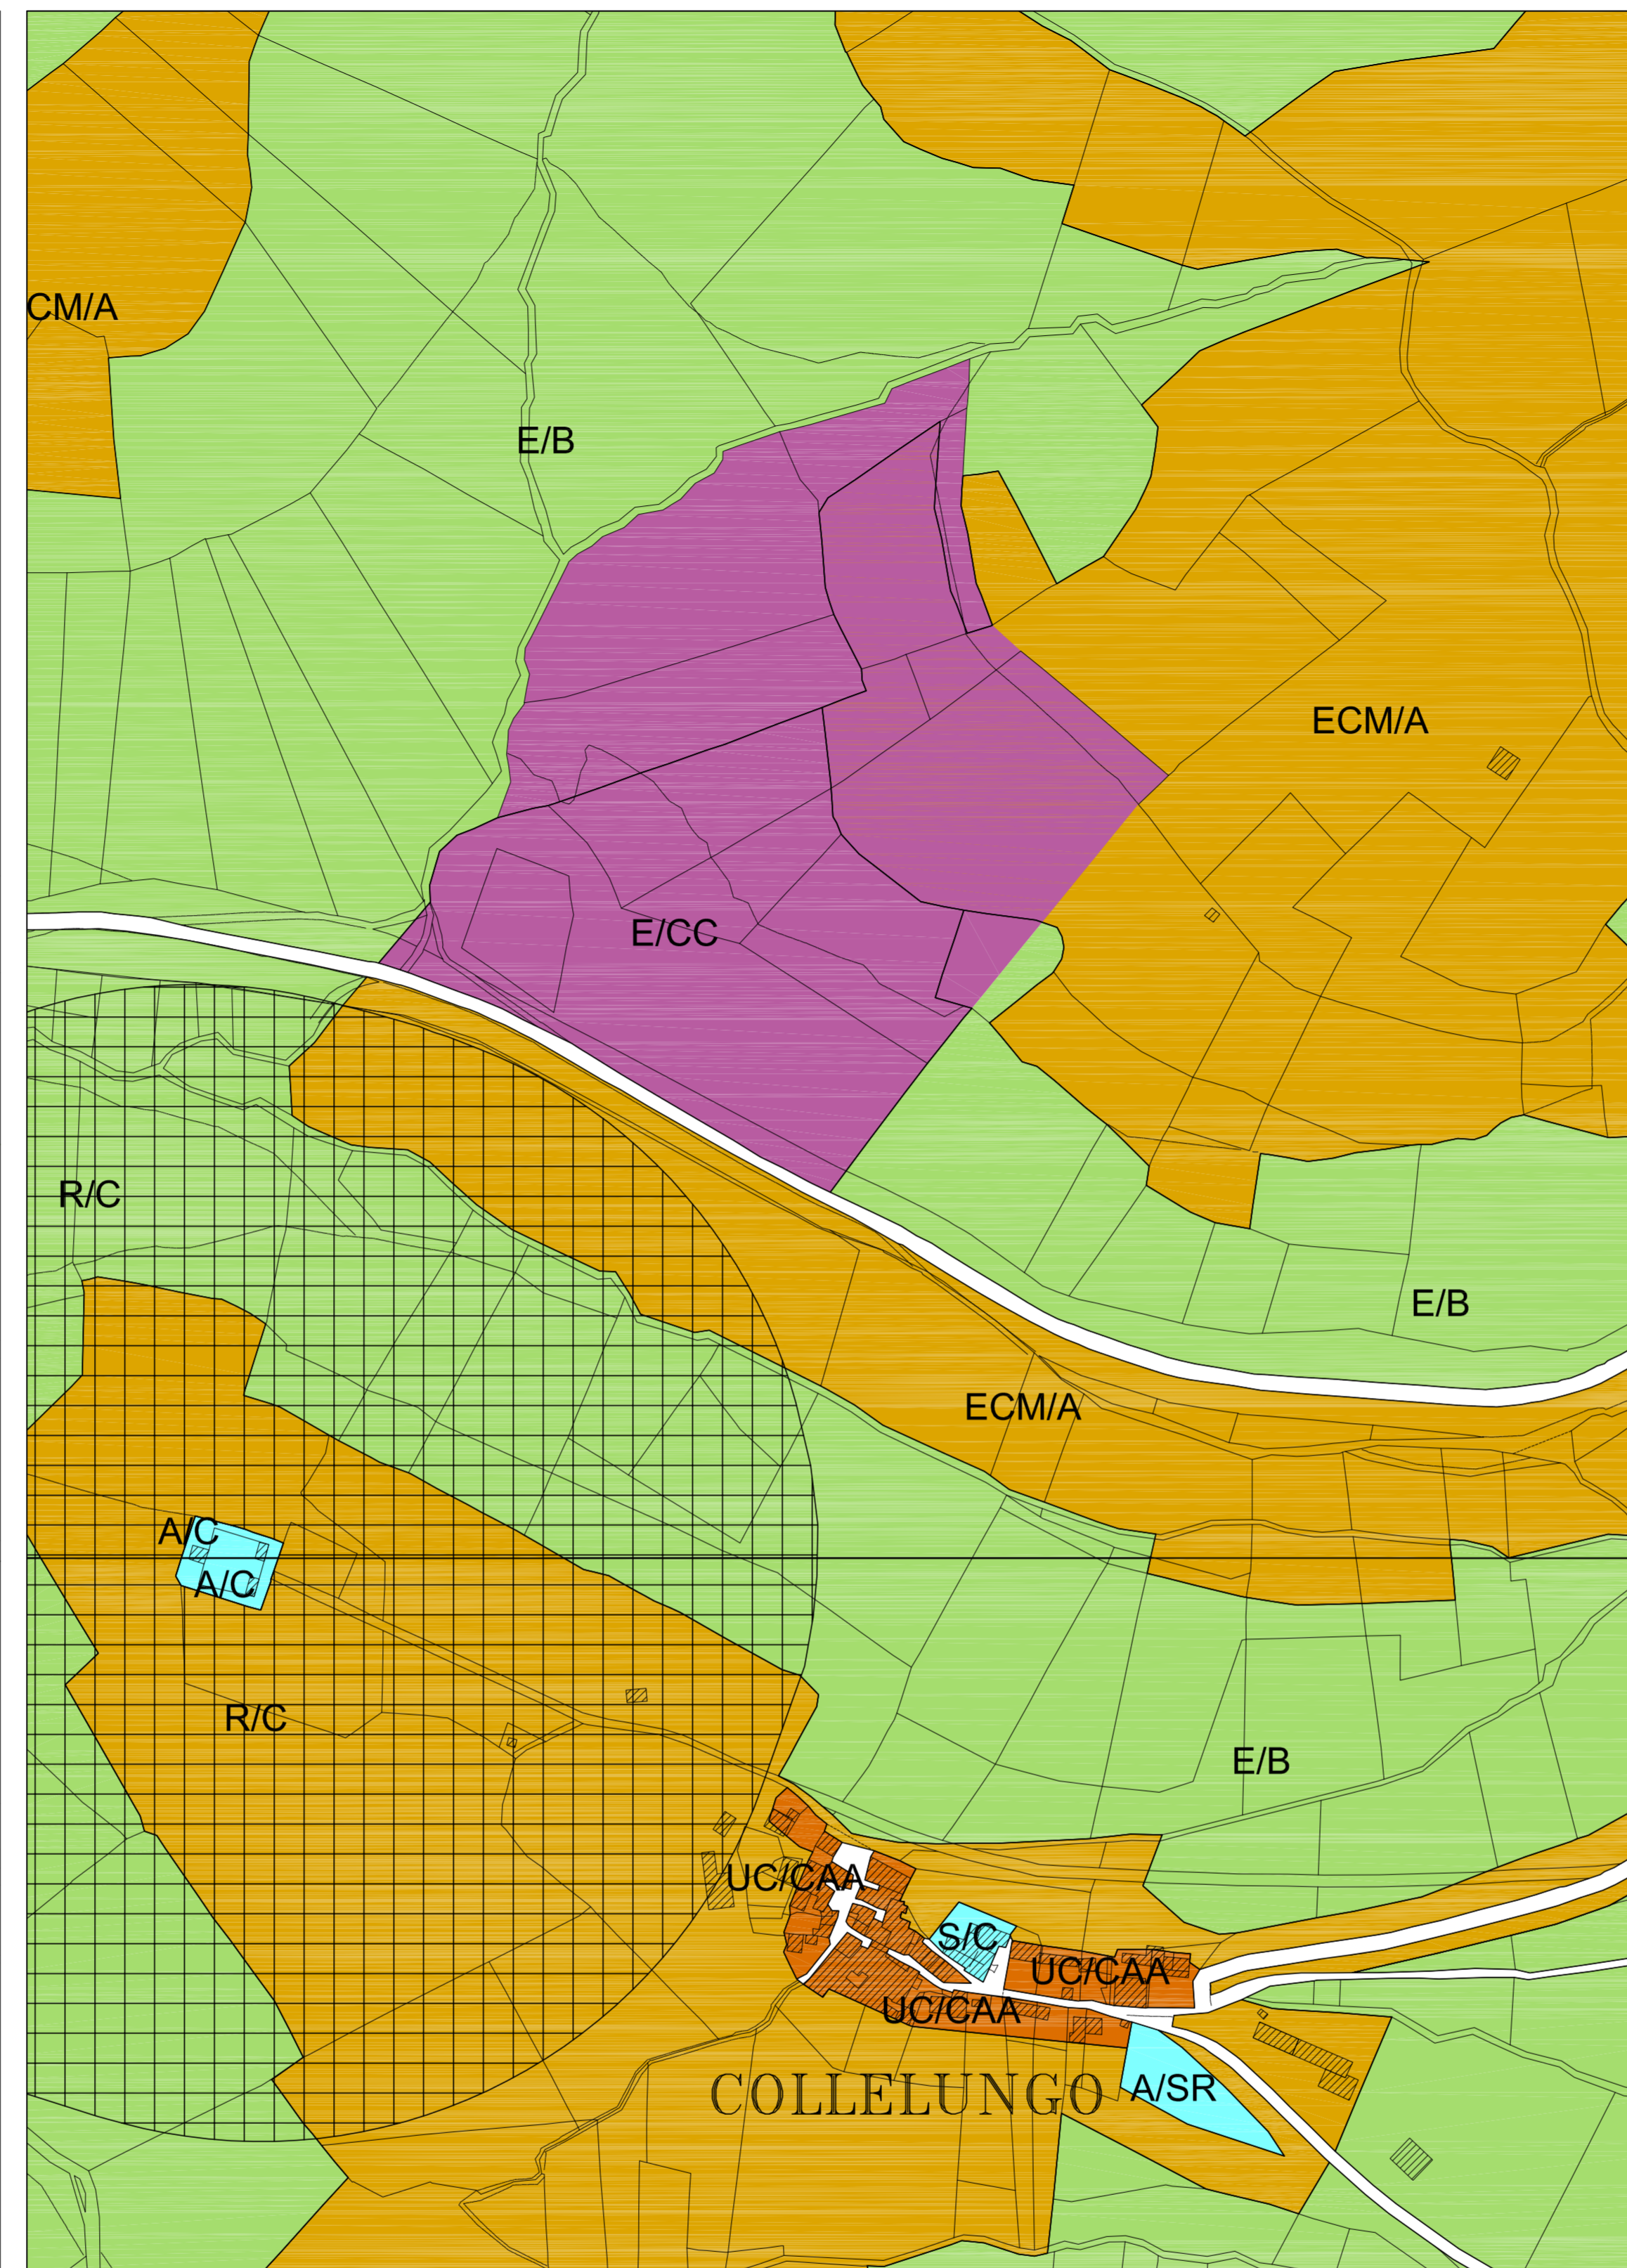 CM/A
E/B
ECM/A
E/CC
R/C
E/B
ECM/A
A/C
A/C
R/C
E/B
UC/CAA
S/C
UC/CAA
UC/CAA
COLLELUNGO
A/SR